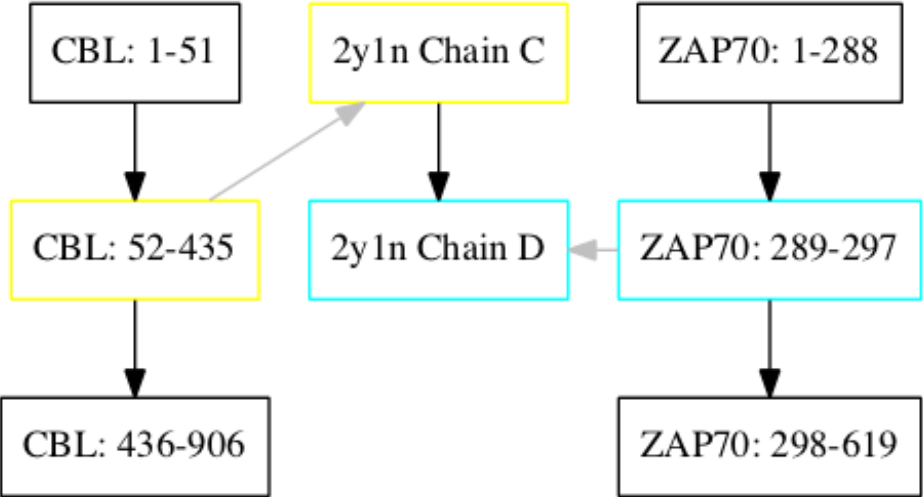 CBL: 1-51
2y1n Chain C
ZAP70: 1-288
CBL: 52-435
2y1n Chain D
ZAP70: 289-297
CBL: 436-906
ZAP70: 298-619